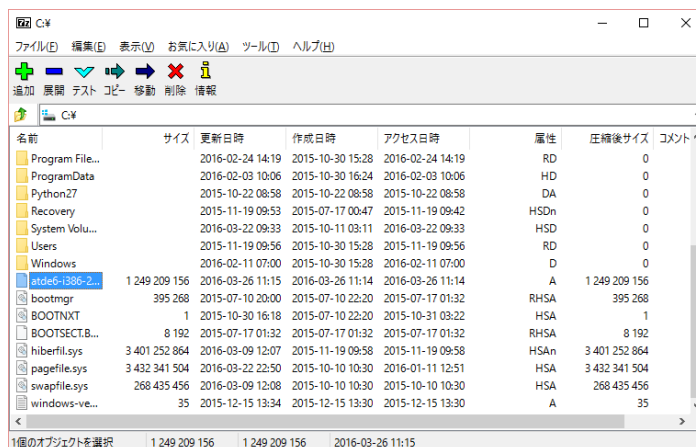 C:¥
ファイル(F) 編集(E) 表示(V) お気に入り(A) ツール(T) ヘルプ(H)
追加 展開 テスト コピー 移動 削除 情報
C:¥
名前 サイズ 更新日時 作成日時 アクセス日時 属性 圧縮後サイズ コメント
Program File... 2016-02-24 14:19 2015-10-30 15:28 2016-02-24 14:19 RD 0
ProgramData 2016-02-03 10:06 2015-10-30 16:24 2016-02-03 10:06 HD 0
Python27 2015-10-22 08:58 2015-10-22 08:58 2015-10-22 08:58 DA 0
Recovery 2015-11-19 09:53 2015-07-17 00:47 2015-11-19 09:42 HSDn 0
System Volu... 2016-03-22 09:33 2015-10-11 03:11 2016-03-22 09:33 HSD 0
Users 2015-11-19 09:56 2015-10-30 15:28 2015-11-19 09:56 RD 0
Windows 2016-02-11 07:00 2015-10-30 15:28 2016-02-11 07:00 D 0
atde6-i386-2... 1 249 209 156 2016-03-26 11:15 2016-03-26 11:14 2016-03-26 11:14 A 1 249 209 156
bootmgr 395 268 2015-07-10 20:00 2015-07-10 22:20 2015-07-17 01:32 RHSA 395 268
BOOTNXT 1 2015-10-30 16:18 2015-07-10 22:20 2015-10-31 03:22 HSA 1
BOOTSECT.B... 8 192 2015-07-17 01:32 2015-07-17 01:32 2015-07-17 01:32 RHSA 8 192
hiberfil.sys 3 401 252 864 2016-03-09 12:07 2015-11-19 09:58 2015-11-19 09:58 HSAn 3 401 252 864
pagefile.sys 3 432 341 504 2016-03-22 22:50 2015-10-10 10:30 2016-01-11 12:51 HSA 3 432 341 504
swapfile.sys 268 435 456 2016-03-09 12:08 2015-10-10 10:30 2015-10-10 10:30 HSA 268 435 456
windows-ve... 35 2015-12-15 13:34 2015-12-15 13:30 2015-12-15 13:30 A 35
1個のオブジェクトを選択 1 249 209 156 1 249 209 156 2016-03-26 11:15